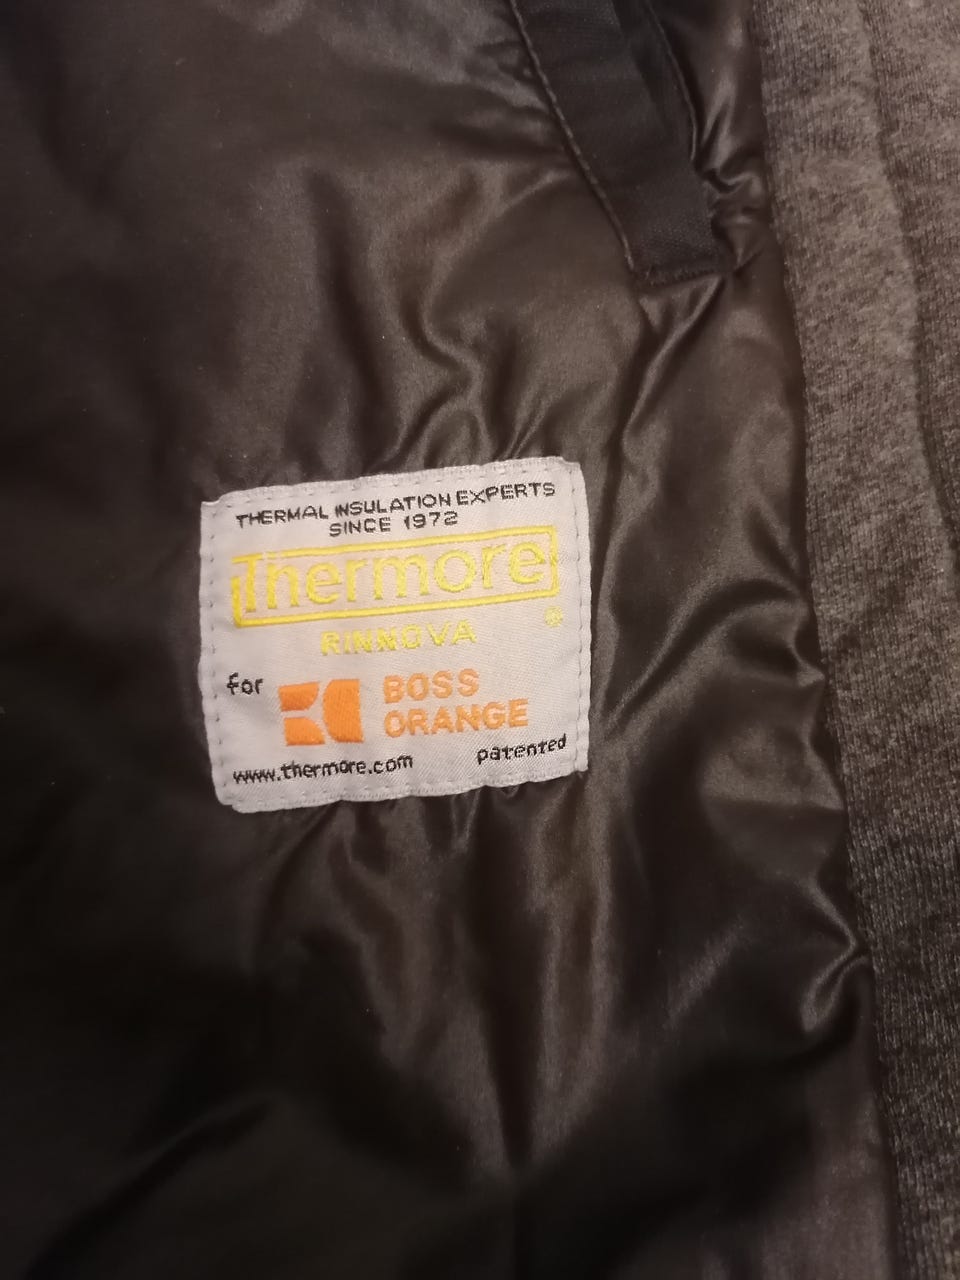 THERMAL INSULATION EXPERTS
SINCE 1972
Thermore
®
RINNOVA
for
BOSS
ORANGE
www.thermore.com
patented